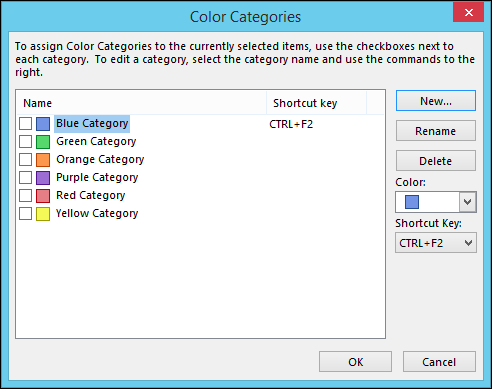 Color Categories
To assign Color Categories to the currently selected items, use the checkboxes next to
each category.  To edit a category, select the category name and use the commands to the
right.
Name Shortcut key
Blue Category CTRL+F2
Green Category
Orange Category
Purple Category
Red Category
Yellow Category
New...
Rename
Delete
Color:
Shortcut Key:
CTRL+F2
OK Cancel